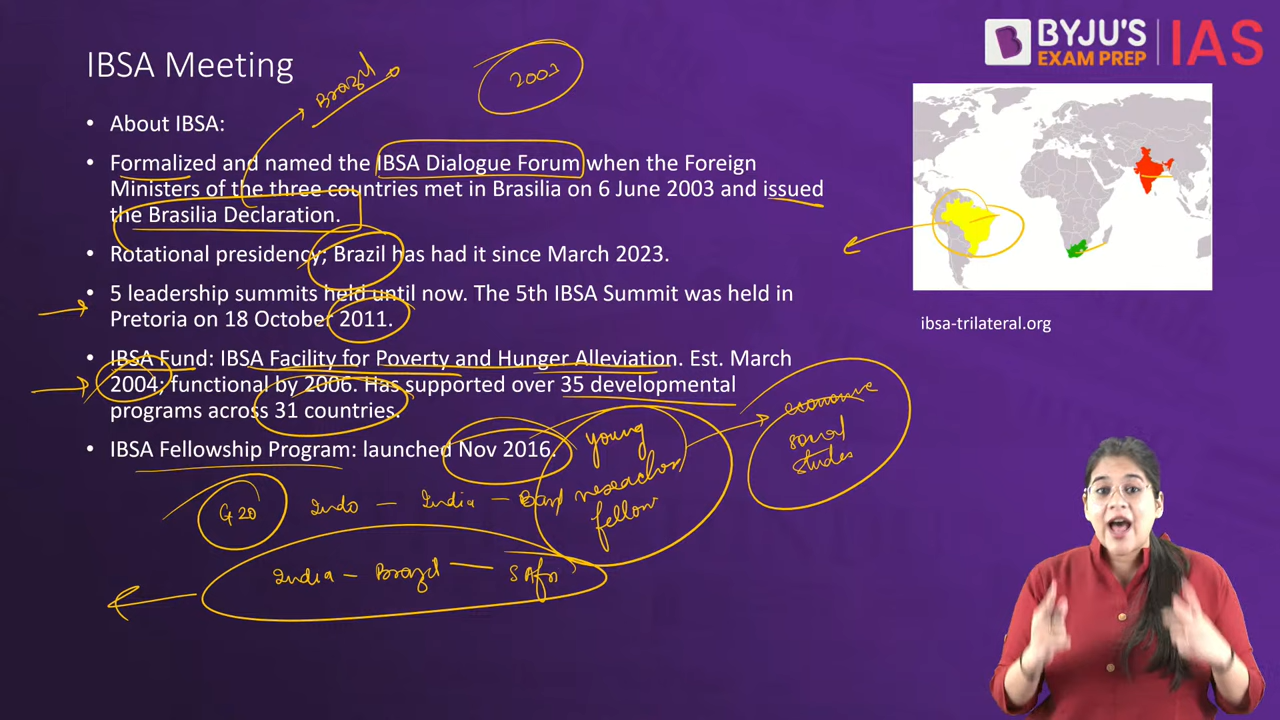 IBSA Meeting
BYJU'S
EXAM PREP
IAS
Brazil
2003
• About IBSA:
• Formalized and named the IBSA Dialogue Forum when the Foreign
Ministers of the three countries met in Brasilia on 6 June 2003 and issued
the Brasilia Declaration.
• Rotational presidency; Brazil has had it since March 2023.
• 5 leadership summits held until now. The 5th IBSA Summit was held in
Pretoria on 18 October 2011.
• IBSA Fund: IBSA Facility for Poverty and Hunger Alleviation. Est. March
2004; functional by 2006. Has supported over 35 developmental
programs across 31 countries.
• IBSA Fellowship Program: launched Nov 2016.
ibsa-trilateral.org
economic
social
studies
young
fellow
G20
Indo – India –
India – Brazil – S Afri